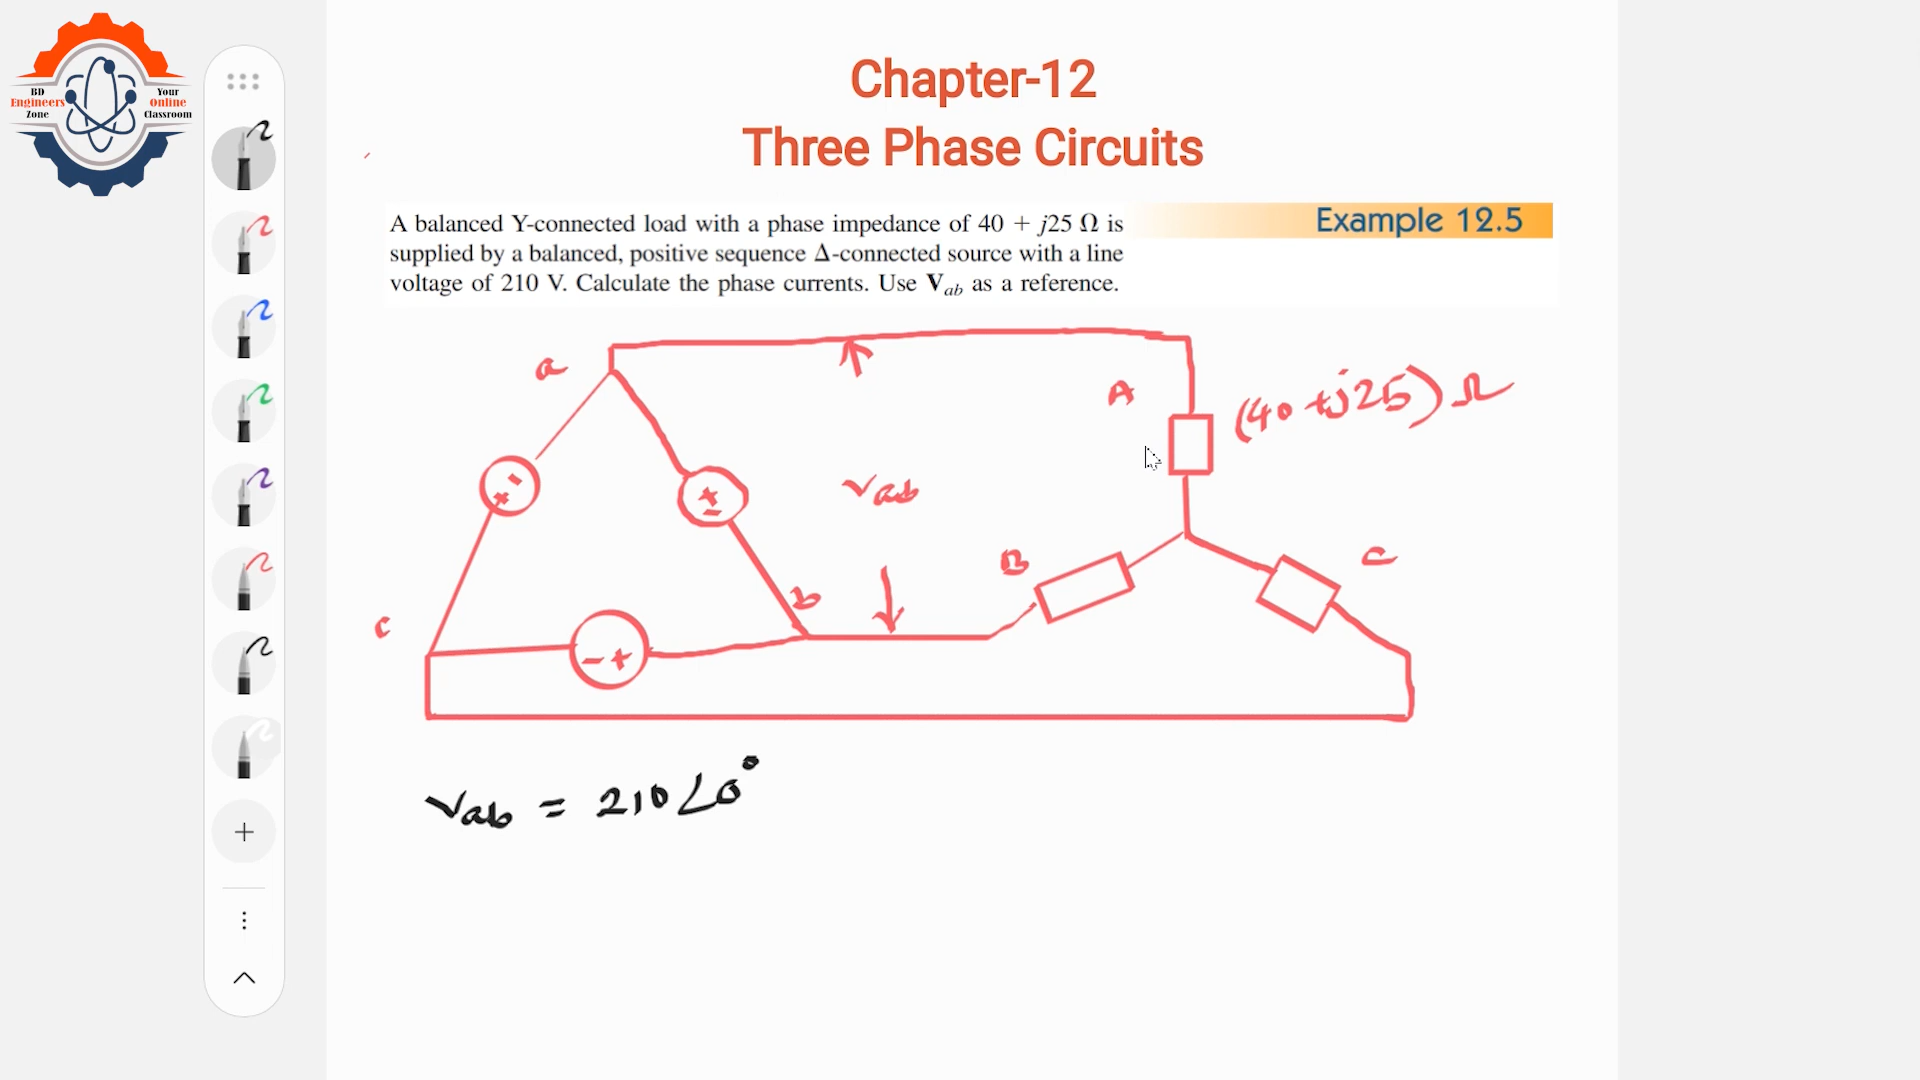 BD Your
Engineers Online
Zone Classroom
Chapter-12
Three Phase Circuits
A balanced Y-connected load with a phase impedance of 40 + j25 Ω is
supplied by a balanced, positive sequence Δ-connected source with a line
voltage of 210 V. Calculate the phase currents. Use Vab as a reference.
Example 12.5
a
A
(40+j25)Ω
+ -
+
-
Vab
B
C
b
c
- +
Vab = 210∠0°